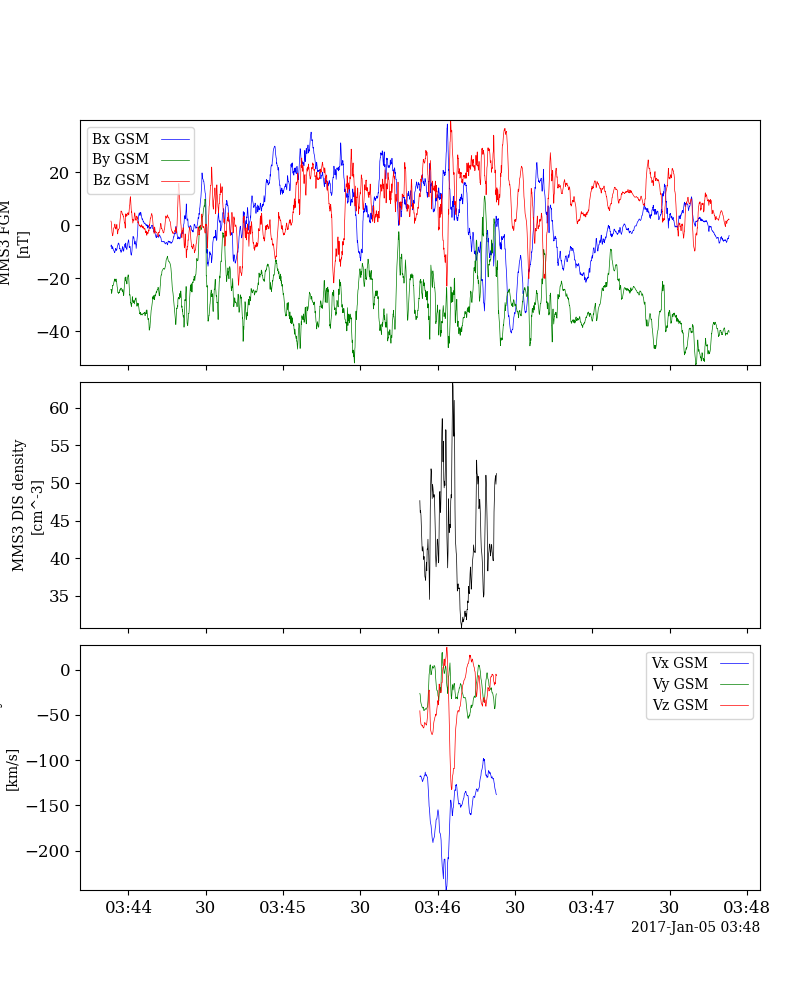 Bx GSM
By GSM
Bz GSM
20
0
−20
−40
MMS3 FGM
[nT]
60
55
50
45
40
35
MMS3 DIS density
[cm^-3]
Vx GSM
Vy GSM
Vz GSM
0
−50
−100
−150
−200
[km/s]
03:44 30 03:45 30 03:46 30 03:47 30 03:48
2017-Jan-05 03:48